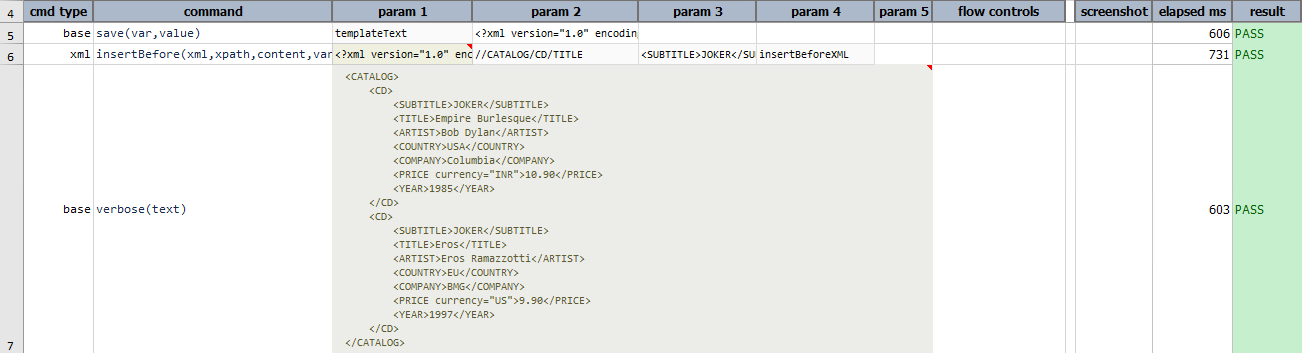 4 cmd type command param 1 param 2 param 3 param 4 param 5 flow controls screenshot elapsed ms result
5 base save(var,value) templateText <?xml version="1.0" encodin 606 PASS
6 xml insertBefore(xml,xpath,content,var <?xml version="1.0" enc //CATALOG/CD/TITLE <SUBTITLE>JOKER</SU insertBeforeXML 731 PASS
<CATALOG>
<CD>
<SUBTITLE>JOKER</SUBTITLE>
<TITLE>Empire Burlesque</TITLE>
<ARTIST>Bob Dylan</ARTIST>
<COUNTRY>USA</COUNTRY>
<COMPANY>Columbia</COMPANY>
<PRICE currency="INR">10.90</PRICE>
<YEAR>1985</YEAR>
</CD>
base verbose(text) <CD> 603 PASS
<SUBTITLE>JOKER</SUBTITLE>
<TITLE>Eros</TITLE>
<ARTIST>Eros Ramazzotti</ARTIST>
<COUNTRY>EU</COUNTRY>
<COMPANY>BMG</COMPANY>
<PRICE currency="US">9.90</PRICE>
<YEAR>1997</YEAR>
</CD>
7 </CATALOG>